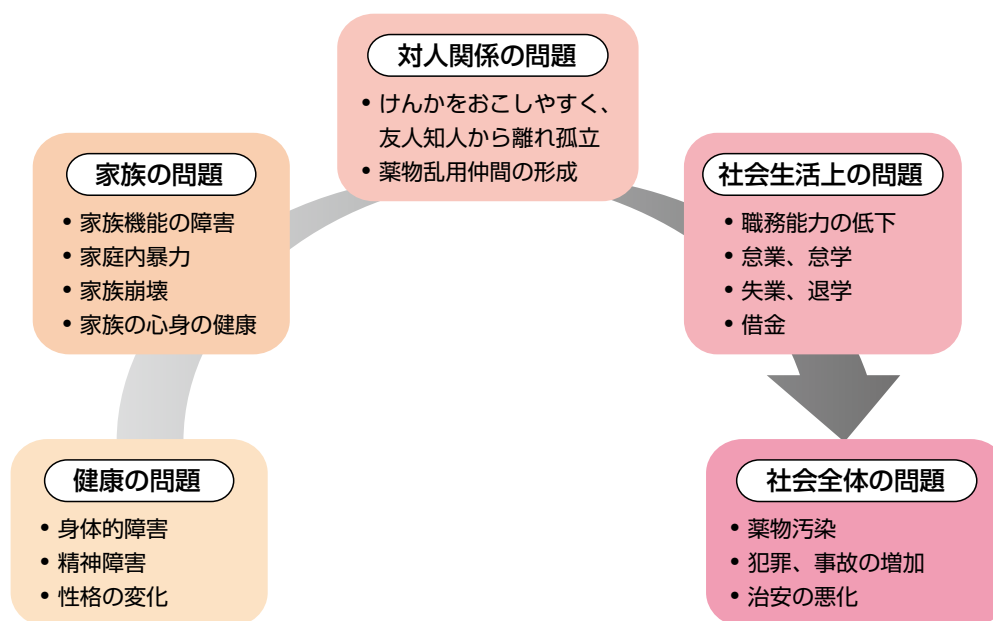 対人関係の問題
• けんかをおこしやすく、
友人知人から離れ孤立
• 薬物乱用仲間の形成
家族の問題
• 家族機能の障害
• 家庭内暴力
• 家族崩壊
• 家族の心身の健康
社会生活上の問題
• 職務能力の低下
• 怠業、怠学
• 失業、退学
• 借金
健康の問題
• 身体的障害
• 精神障害
• 性格の変化
社会全体の問題
• 薬物汚染
• 犯罪、事故の増加
• 治安の悪化